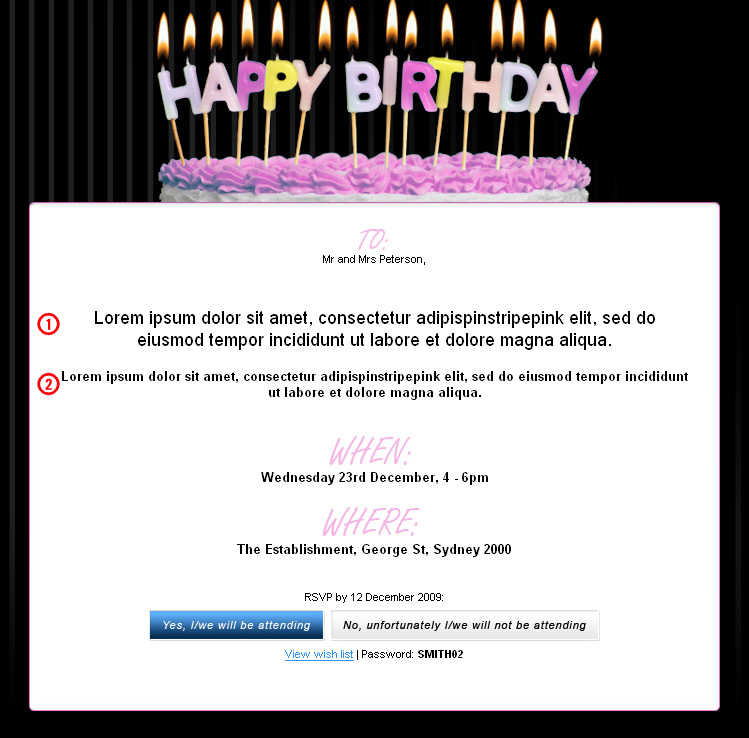 HAPPY BIRTHDAY
TO:
Mr and Mrs Peterson,
1 Lorem ipsum dolor sit amet, consectetur adipispinstripepink elit, sed do
eiusmod tempor incididunt ut labore et dolore magna aliqua.
2 Lorem ipsum dolor sit amet, consectetur adipispinstripepink elit, sed do eiusmod tempor incididunt
ut labore et dolore magna aliqua.
WHEN:
Wednesday 23rd December, 4 - 6pm
WHERE:
The Establishment, George St, Sydney 2000
RSVP by 12 December 2009:
Yes, I/we will be attending No, unfortunately I/we will not be attending
View wish list | Password: SMITH02